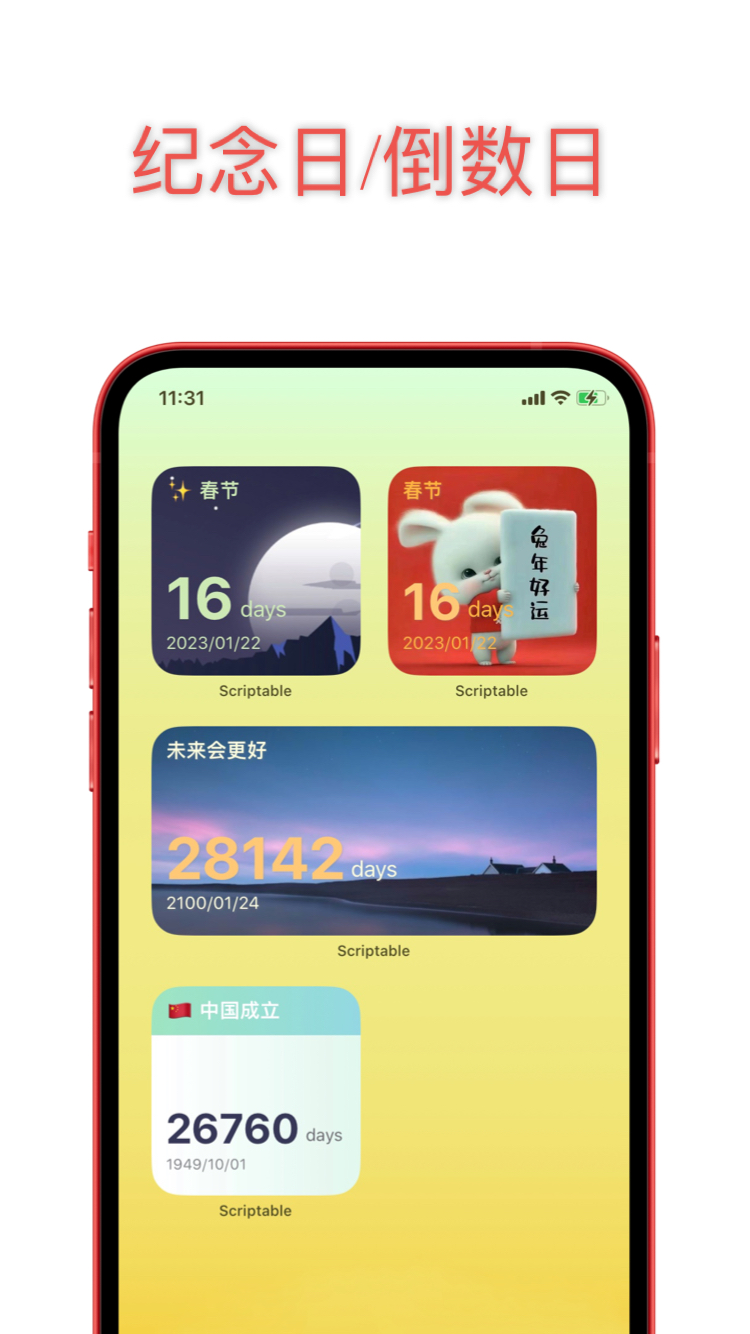 纪念日/倒数日
11:31
✨ 春节
16 days
2023/01/22
Scriptable
春节
16 days
2023/01/22
兔年好运
Scriptable
未来会更好
28142 days
2100/01/24
Scriptable
🇨🇳 中国成立
26760 days
1949/10/01
Scriptable